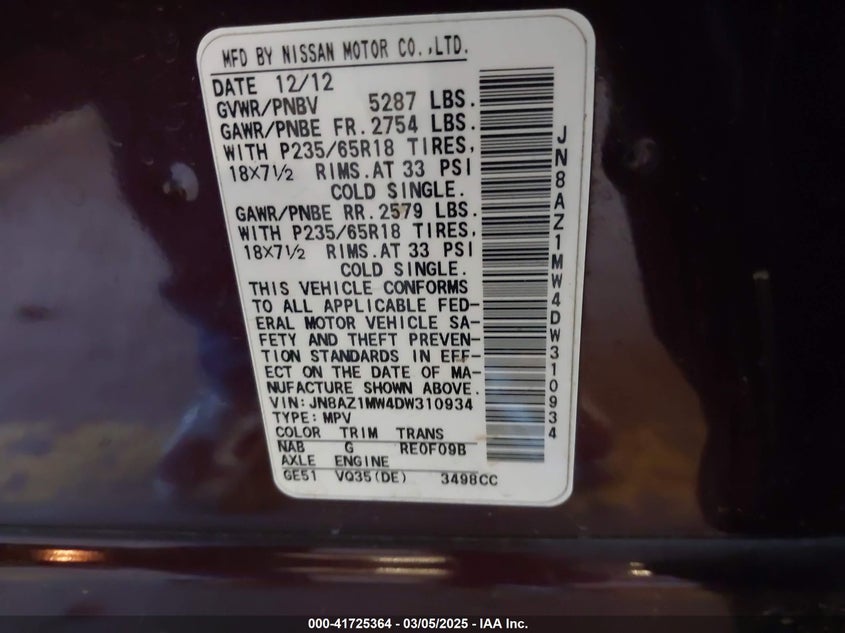 MFD BY NISSAN MOTOR CO.,LTD.
DATE 12/12
GVWR/PNBV 5287 LBS.
GAWR/PNBE FR. 2754 LBS.
WITH P235/65R18 TIRES,
18×7½ RIMS. AT 33 PSI
COLD SINGLE.
GAWR/PNBE RR. 2579 LBS.
WITH P235/65R18 TIRES,
18×7½ RIMS. AT 33 PSI
COLD SINGLE.
THIS VEHICLE CONFORMS
TO ALL APPLICABLE FED-
ERAL MOTOR VEHICLE SA-
FETY AND THEFT PREVEN-
TION STANDARDS IN EFF-
ECT ON THE DATE OF MA-
NUFACTURE SHOWN ABOVE.
VIN:JN8AZ1MW4DW310934
TYPE:MPV
COLOR TRIM TRANS
NAB G RE0F09B
AXLE ENGINE
GE51 VQ35(DE) 3498CC
JN8AZ1MW4DW310934
000-41725364 - 03/05/2025 - IAA Inc.